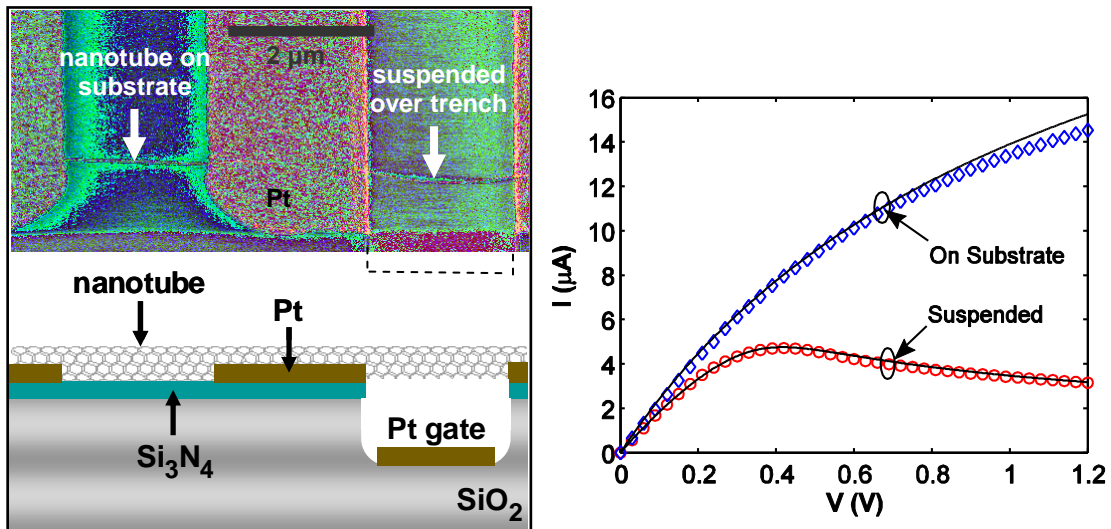 2 μm
nanotube on
substrate
suspended
over trench
Pt
nanotube
Pt
Pt gate
Si₃N₄
SiO₂
16
14
12
10
8
6
4
2
0
I (μA)
On Substrate
Suspended
0
0.2
0.4
0.6
0.8
1
1.2
V (V)